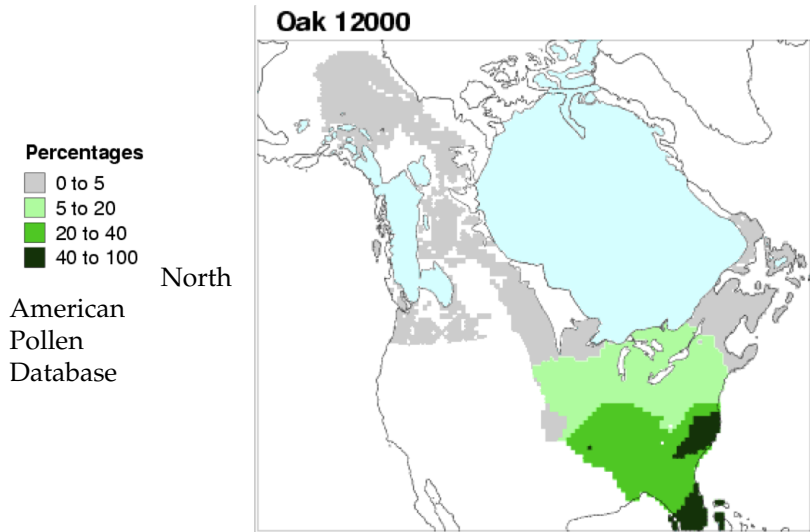 Oak 12000
Percentages
0 to 5
5 to 20
20 to 40
40 to 100
North
American
Pollen
Database